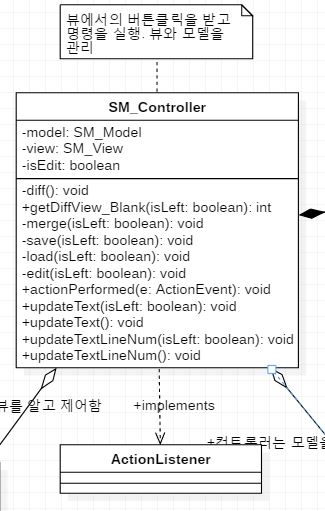 뷰에서의 버튼클릭을 받고
명령을 실행. 뷰와 모델을
관리
SM_Controller
-model: SM_Model
-view: SM_View
-isEdit: boolean
-diff(): void
+getDiffView_Blank(isLeft: boolean): int
-merge(isLeft: boolean): void
-save(isLeft: boolean): void
-load(isLeft: boolean): void
-edit(isLeft: boolean): void
+actionPerformed(e: ActionEvent): void
+updateText(isLeft: boolean): void
+updateText(): void
+updateTextLineNum(isLeft: boolean): void
+updateTextLineNum(): void
뷰를 알고 제어함
+implements
+컨트롤러는 모델을
ActionListener